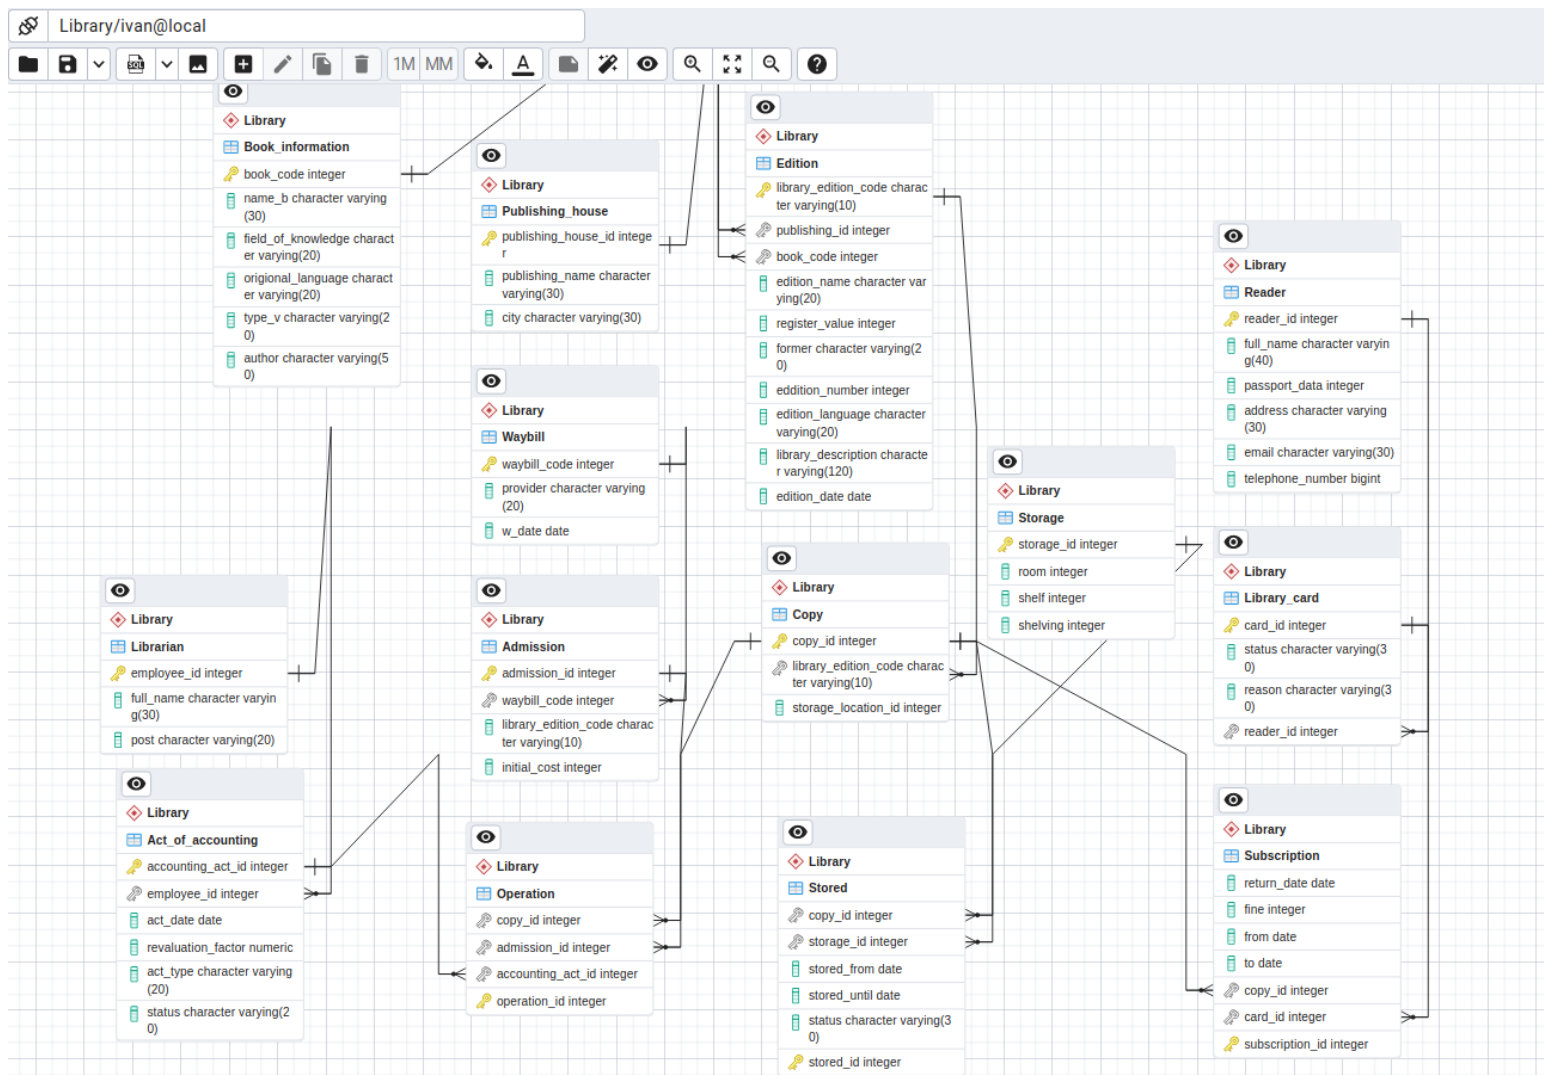 Library/ivan@local
SQL
1M
MM
A
Library
Book_information
book_code integer
name_b character varying
(30)
field_of_knowledge charact
er varying(20)
origional_language charact
er varying(20)
type_v character varying(2
0)
author character varying(5
0)
Library
Publishing_house
publishing_house_id intege
r
publishing_name character
varying(30)
city character varying(30)
Library
Edition
library_edition_code charac
ter varying(10)
publishing_id integer
book_code integer
edition_name character var
ying(20)
register_value integer
former character varying(2
0)
eddition_number integer
edition_language character
varying(20)
library_description characte
r varying(120)
edition_date date
Library
Reader
reader_id integer
full_name character varyin
g(40)
passport_data integer
address character varying
(30)
email character varying(30)
telephone_number bigint
Library
Waybill
waybill_code integer
provider character varying
(20)
w_date date
Library
Storage
storage_id integer
room integer
shelf integer
shelving integer
Library
Library_card
card_id integer
status character varying(3
0)
reason character varying(3
0)
reader_id integer
Library
Copy
copy_id integer
library_edition_code charac
ter varying(10)
storage_location_id integer
Library
Librarian
employee_id integer
full_name character varyin
g(30)
post character varying(20)
Library
Admission
admission_id integer
waybill_code integer
library_edition_code charac
ter varying(10)
initial_cost integer
Library
Act_of_accounting
accounting_act_id integer
employee_id integer
act_date date
revaluation_factor numeric
act_type character varying
(20)
status character varying(2
0)
Library
Operation
copy_id integer
admission_id integer
accounting_act_id integer
operation_id integer
Library
Stored
copy_id integer
storage_id integer
stored_from date
stored_until date
status character varying(3
0)
stored_id integer
Library
Subscription
return_date date
fine integer
from date
to date
copy_id integer
card_id integer
subscription_id integer